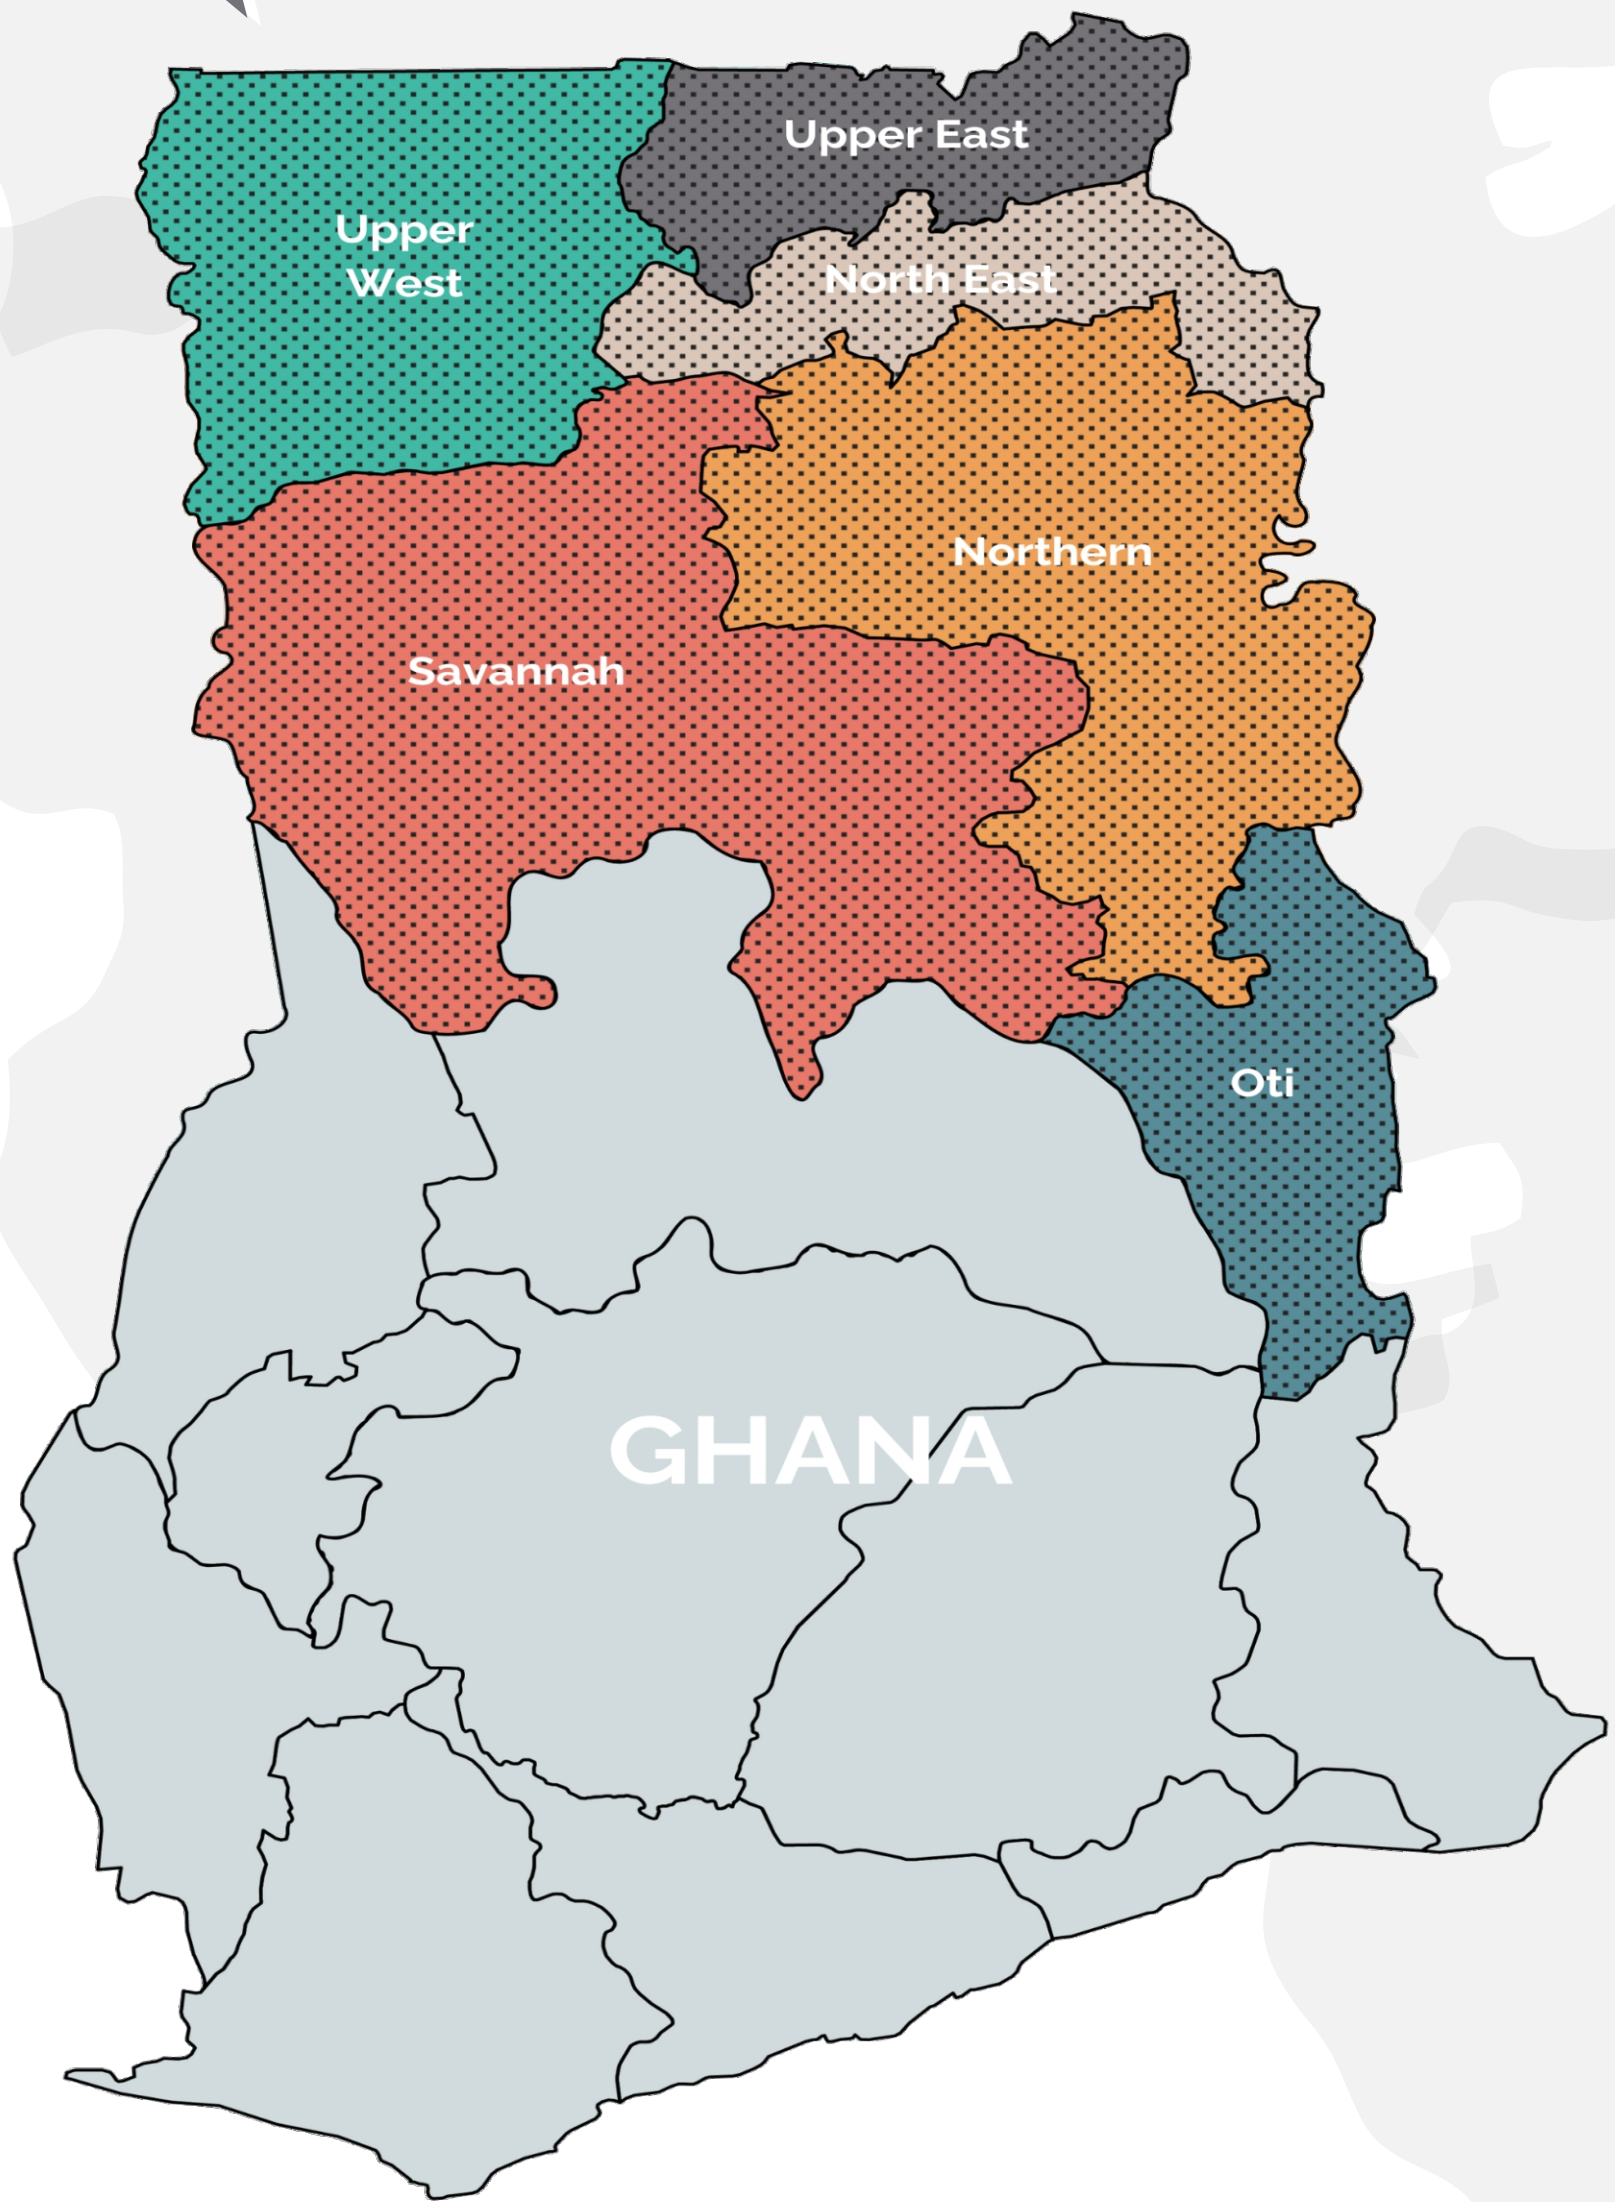 Upper East
Upper
West
North East
Northern
Savannah
Oti
GHANA